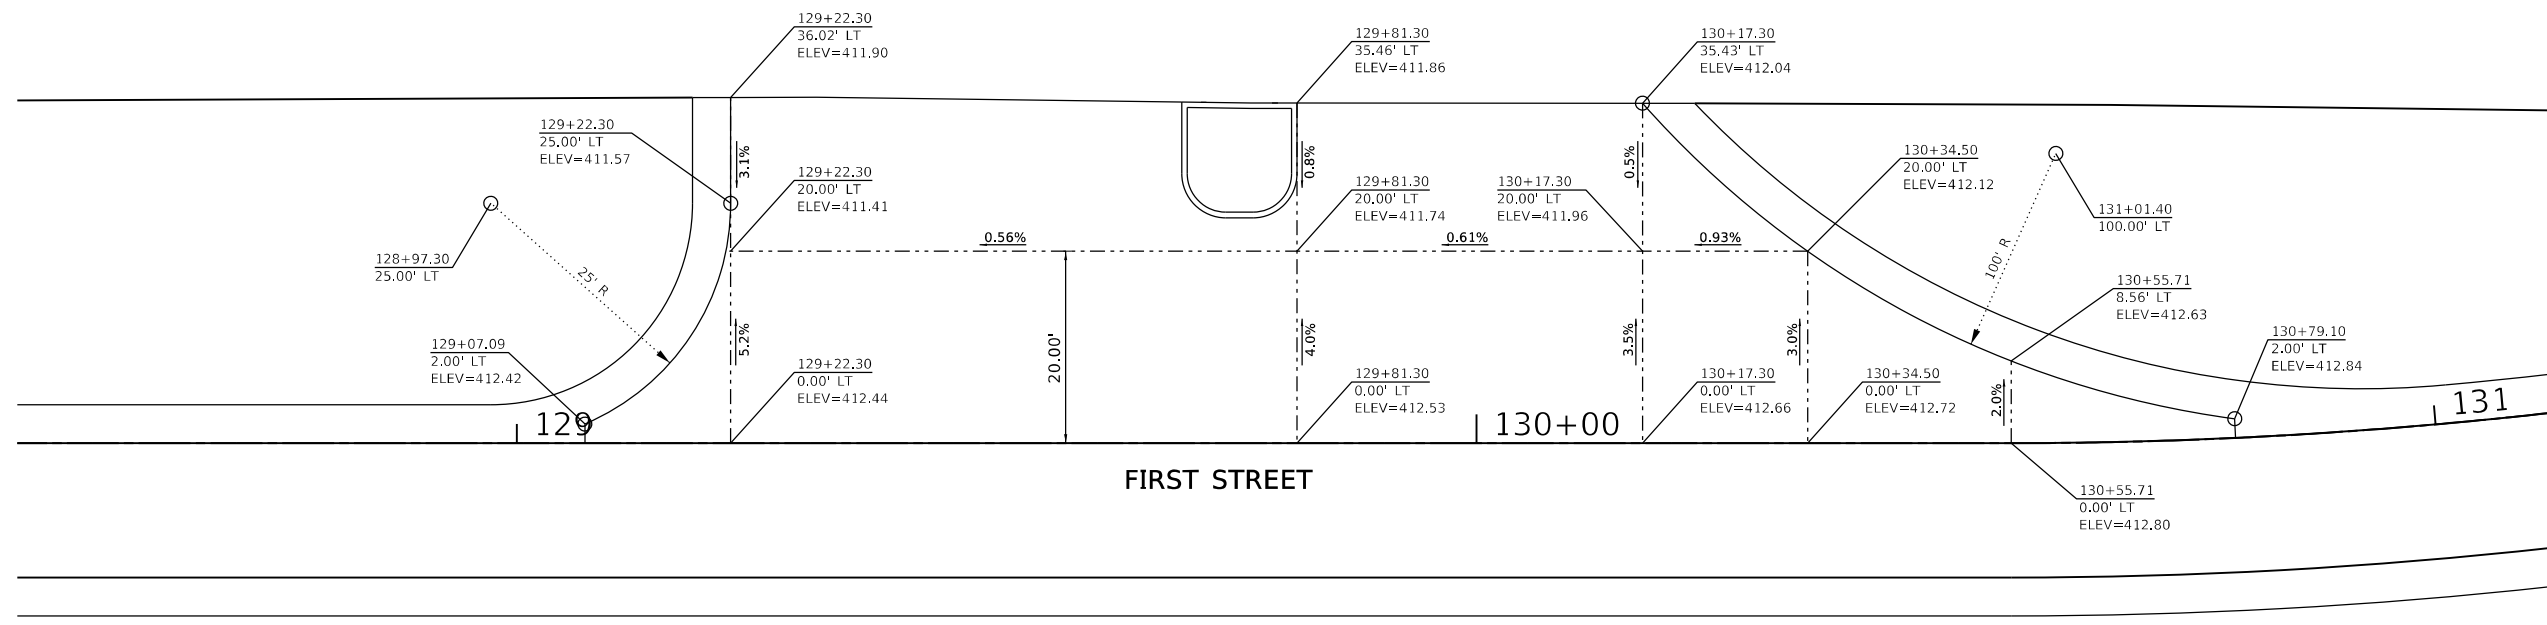 129+22.30
36.02' LT
ELEV=411.90
129+81.30
35.46' LT
ELEV=411.86
130+17.30
35.43' LT
ELEV=412.04
129+22.30
25.00' LT
ELEV=411.57
3.1%
0.8%
0.5%
130+34.50
20.00' LT
ELEV=412.12
129+22.30
20.00' LT
ELEV=411.41
129+81.30
20.00' LT
ELEV=411.74
130+17.30
20.00' LT
ELEV=411.96
131+01.40
100.00' LT
0.56%
0.61%
0.93%
128+97.30
25.00' LT
25' R
100' R
130+55.71
8.56' LT
ELEV=412.63
129+07.09
2.00' LT
ELEV=412.42
5.2%
20.00'
4.0%
3.5%
3.0%
130+79.10
2.00' LT
ELEV=412.84
129+22.30
0.00' LT
ELEV=412.44
129+81.30
0.00' LT
ELEV=412.53
130+17.30
0.00' LT
ELEV=412.66
130+34.50
0.00' LT
ELEV=412.72
2.0%
129
130+00
131
FIRST STREET
130+55.71
0.00' LT
ELEV=412.80